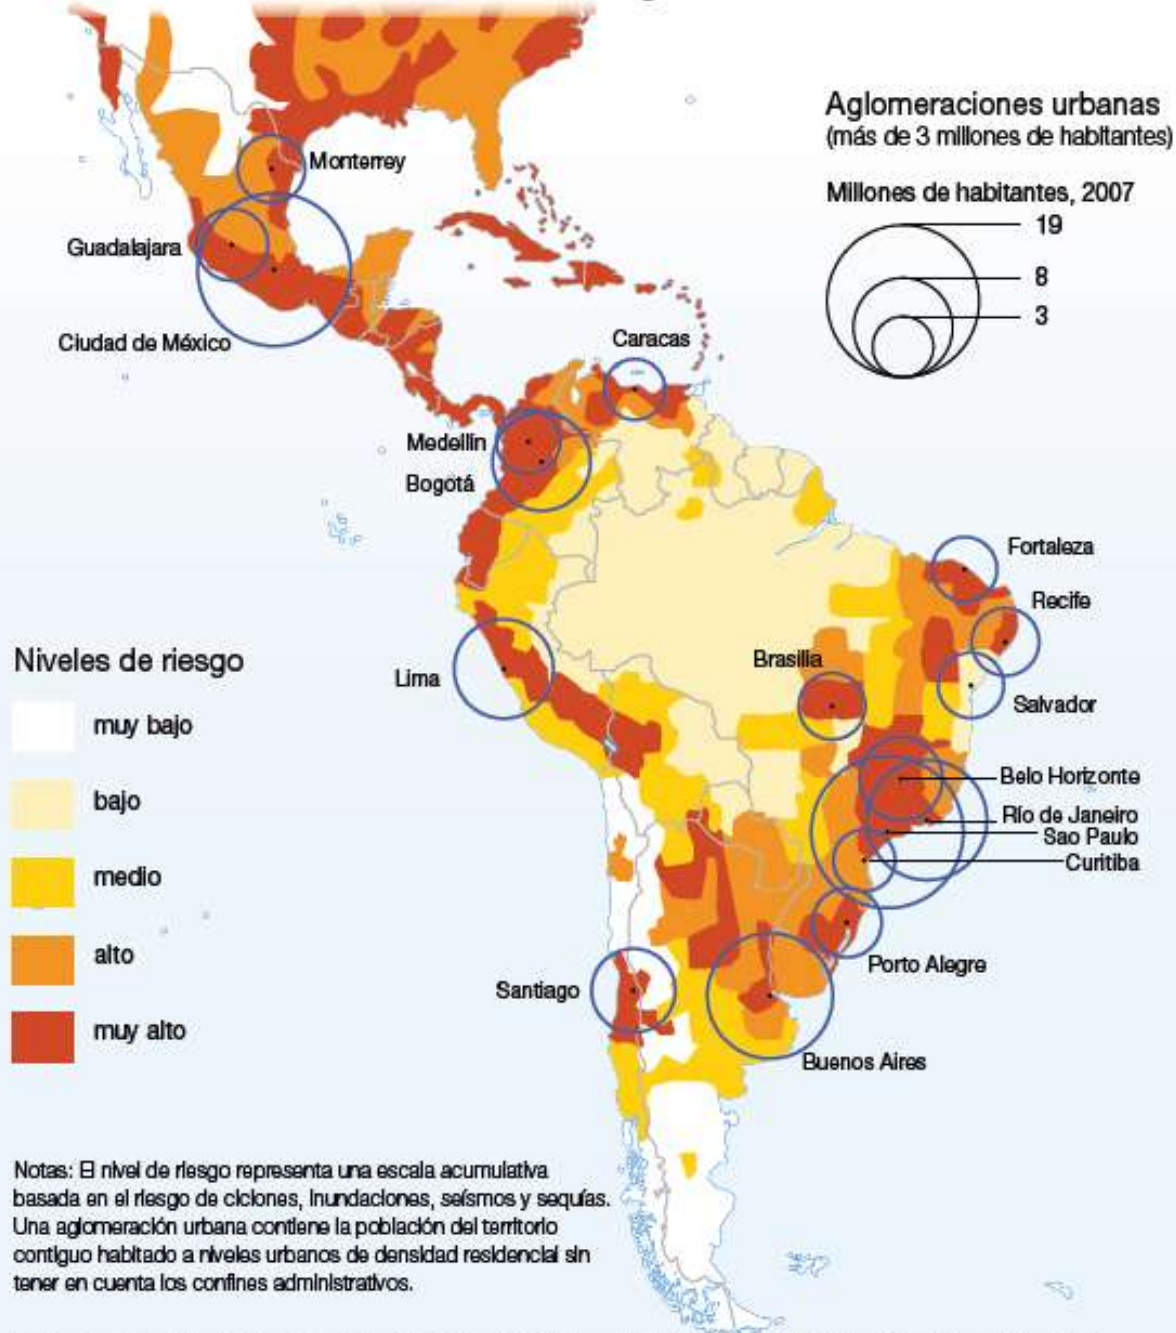 Aglomeraciones urbanas
(más de 3 millones de habitantes)
Millones de habitantes, 2007
19
8
3
Monterrey
Guadalajara
Ciudad de México
Caracas
Medellín
Bogotá
Fortaleza
Recife
Brasilia
Lima
Salvador
Belo Horizonte
Río de Janeiro
Sao Paulo
Curitiba
Porto Alegre
Santiago
Buenos Aires
Niveles de riesgo
muy bajo
bajo
medio
alto
muy alto
Notas: El nivel de riesgo representa una escala acumulativa
basada en el riesgo de ciclones, inundaciones, seísmos y sequías.
Una aglomeración urbana contiene la población del territorio
contiguo habitado a niveles urbanos de densidad residencial sin
tener en cuenta los confines administrativos.